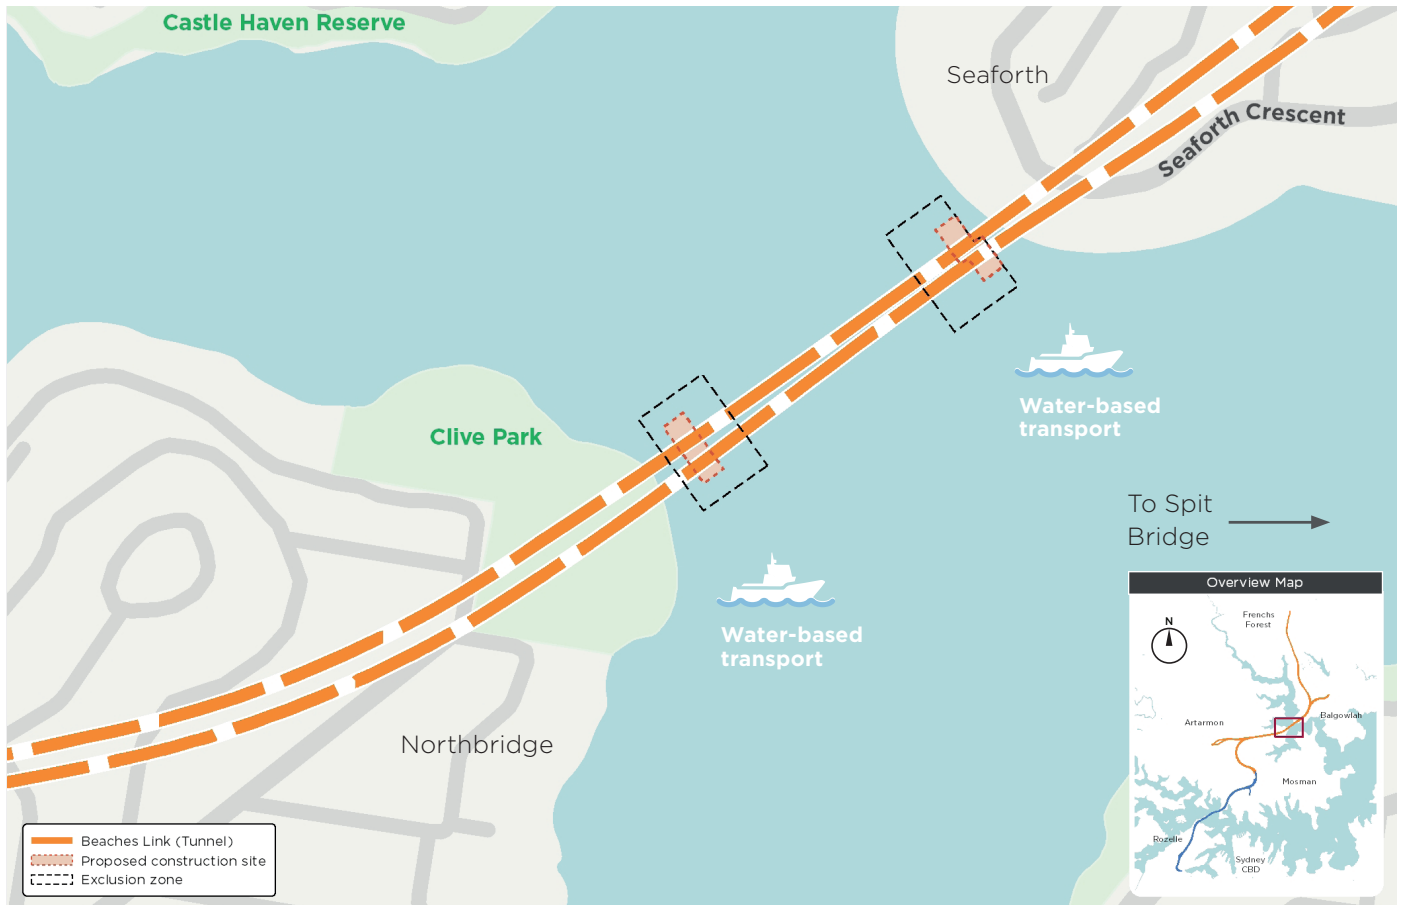 Castle Haven Reserve
Seaforth
Seaforth Crescent
Clive Park
Water-based
transport
To Spit
Bridge
Water-based
transport
Northbridge
Beaches Link (Tunnel)
Proposed construction site
Exclusion zone
Overview Map
N
Frenchs
Forest
Artarmon
Balgowlah
Mosman
Rozelle
Sydney
CBD